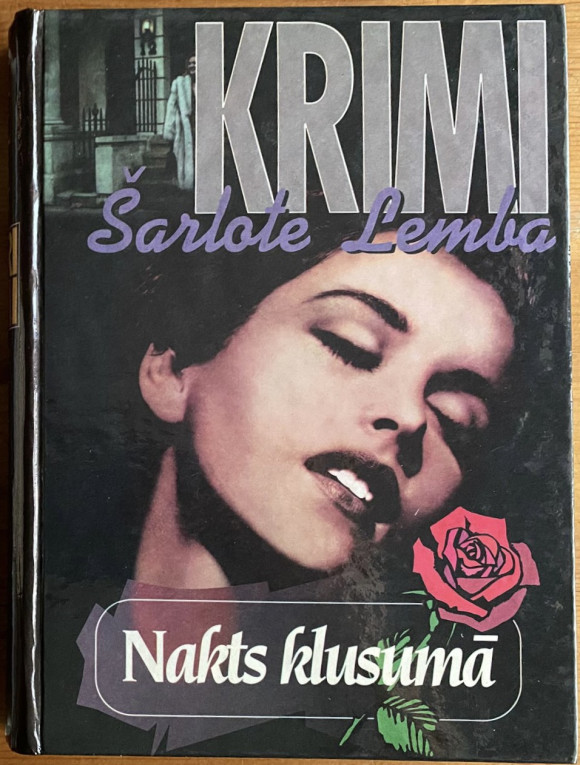 KRIMI
Šarlote Lemba
Nakts klusumā